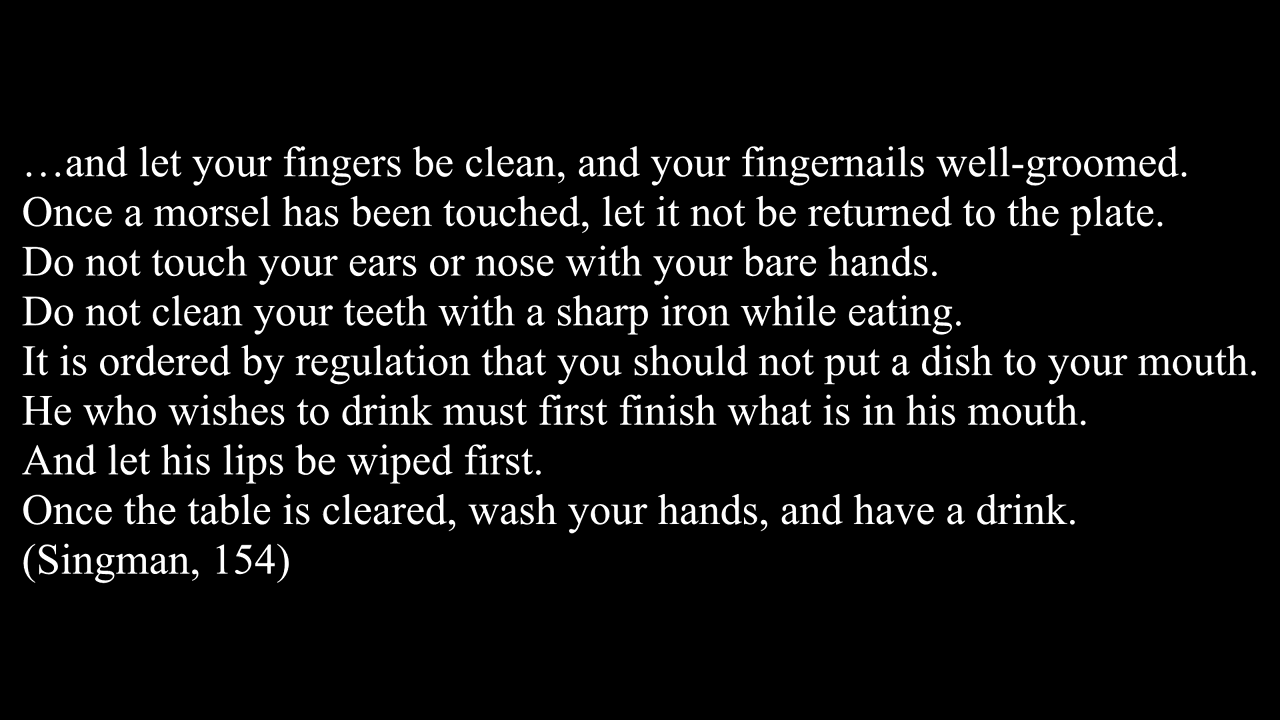 …and let your fingers be clean, and your fingernails well-groomed.
Once a morsel has been touched, let it not be returned to the plate.
Do not touch your ears or nose with your bare hands.
Do not clean your teeth with a sharp iron while eating.
It is ordered by regulation that you should not put a dish to your mouth.
He who wishes to drink must first finish what is in his mouth.
And let his lips be wiped first.
Once the table is cleared, wash your hands, and have a drink.
(Singman, 154)